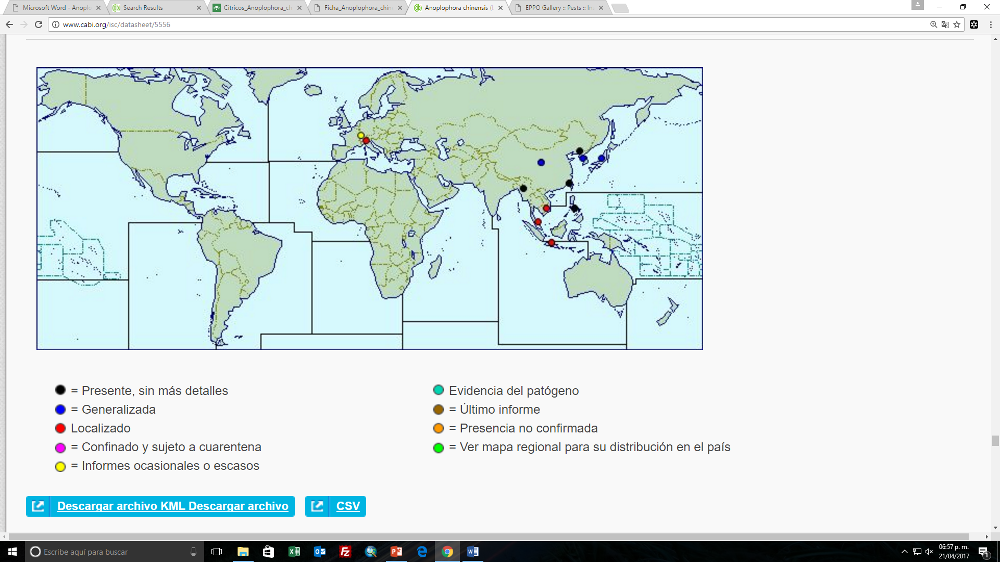 Microsoft Word - Anopl
Search Results
Citricos_Anoplophora_ch
Ficha_Anoplophora_chin
Anoplophora chinensis (
EPPO Gallery :: Pests :: In
www.cabi.org/isc/datasheet/5556
= Presente, sin más detalles
= Generalizada
Localizado
= Confinado y sujeto a cuarentena
= Informes ocasionales o escasos
Evidencia del patógeno
= Último informe
= Presencia no confirmada
= Ver mapa regional para su distribución en el país
Descargar archivo KML Descargar archivo
CSV
Escribe aquí para buscar
06:57 p. m.
21/04/2017
1